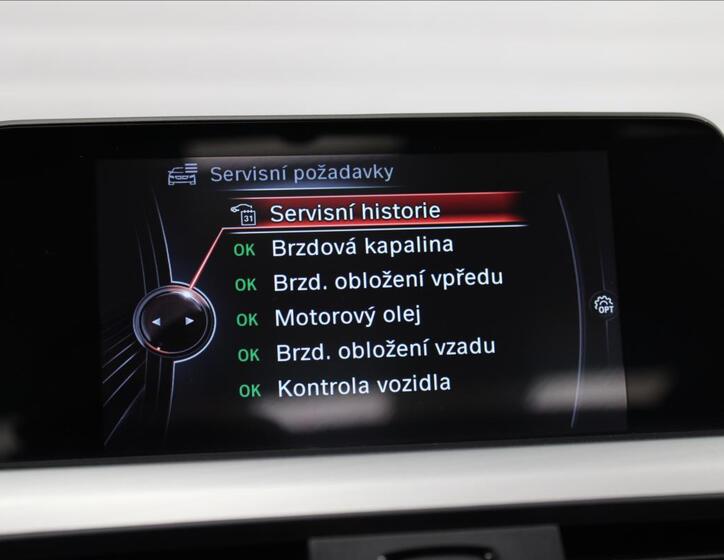 Servisní požadavky
31 Servisní historie
OK Brzdová kapalina
OK Brzd. obložení vpředu
OK Motorový olej
OK Brzd. obložení vzadu
OK Kontrola vozidla
OPT